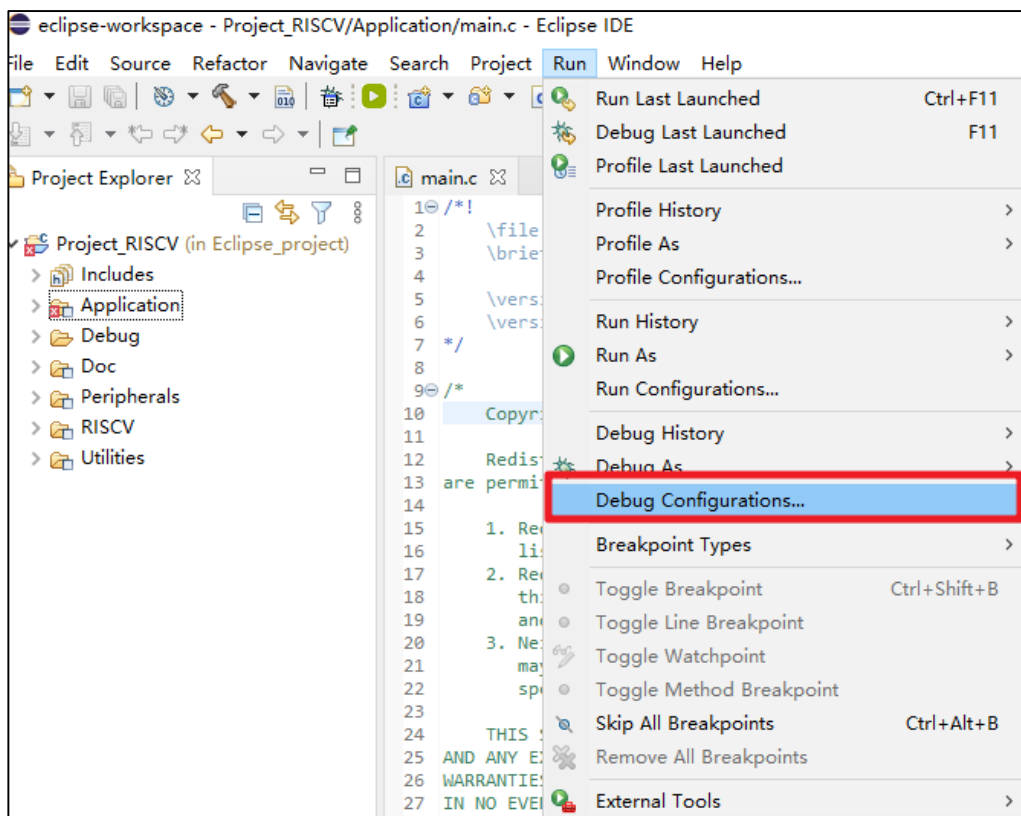 eclipse-workspace - Project_RISCV/Application/main.c - Eclipse IDE
File Edit Source Refactor Navigate Search Project Run Window Help
Project Explorer
main.c
Project_RISCV (in Eclipse_project)
Includes
Application
Debug
Doc
Peripherals
RISCV
Utilities
1 /*!
2 \file
3 \brie
4
5 \vers
6 \vers
7 */
8
9 /*
10 Copyr
11
12 Redis
13 are permi
14
15 1. Re
16 li
17 2. Re
18 th
19 an
20 3. Ne
21 may
22 sp
23
24 THIS
25 AND ANY E
26 WARRANTIE
27 IN NO EVE
Run Last Launched Ctrl+F11
Debug Last Launched F11
Profile Last Launched
Profile History
Profile As
Profile Configurations...
Run History
Run As
Run Configurations...
Debug History
Debug As
Debug Configurations...
Breakpoint Types
Toggle Breakpoint Ctrl+Shift+B
Toggle Line Breakpoint
Toggle Watchpoint
Toggle Method Breakpoint
Skip All Breakpoints Ctrl+Alt+B
Remove All Breakpoints
External Tools